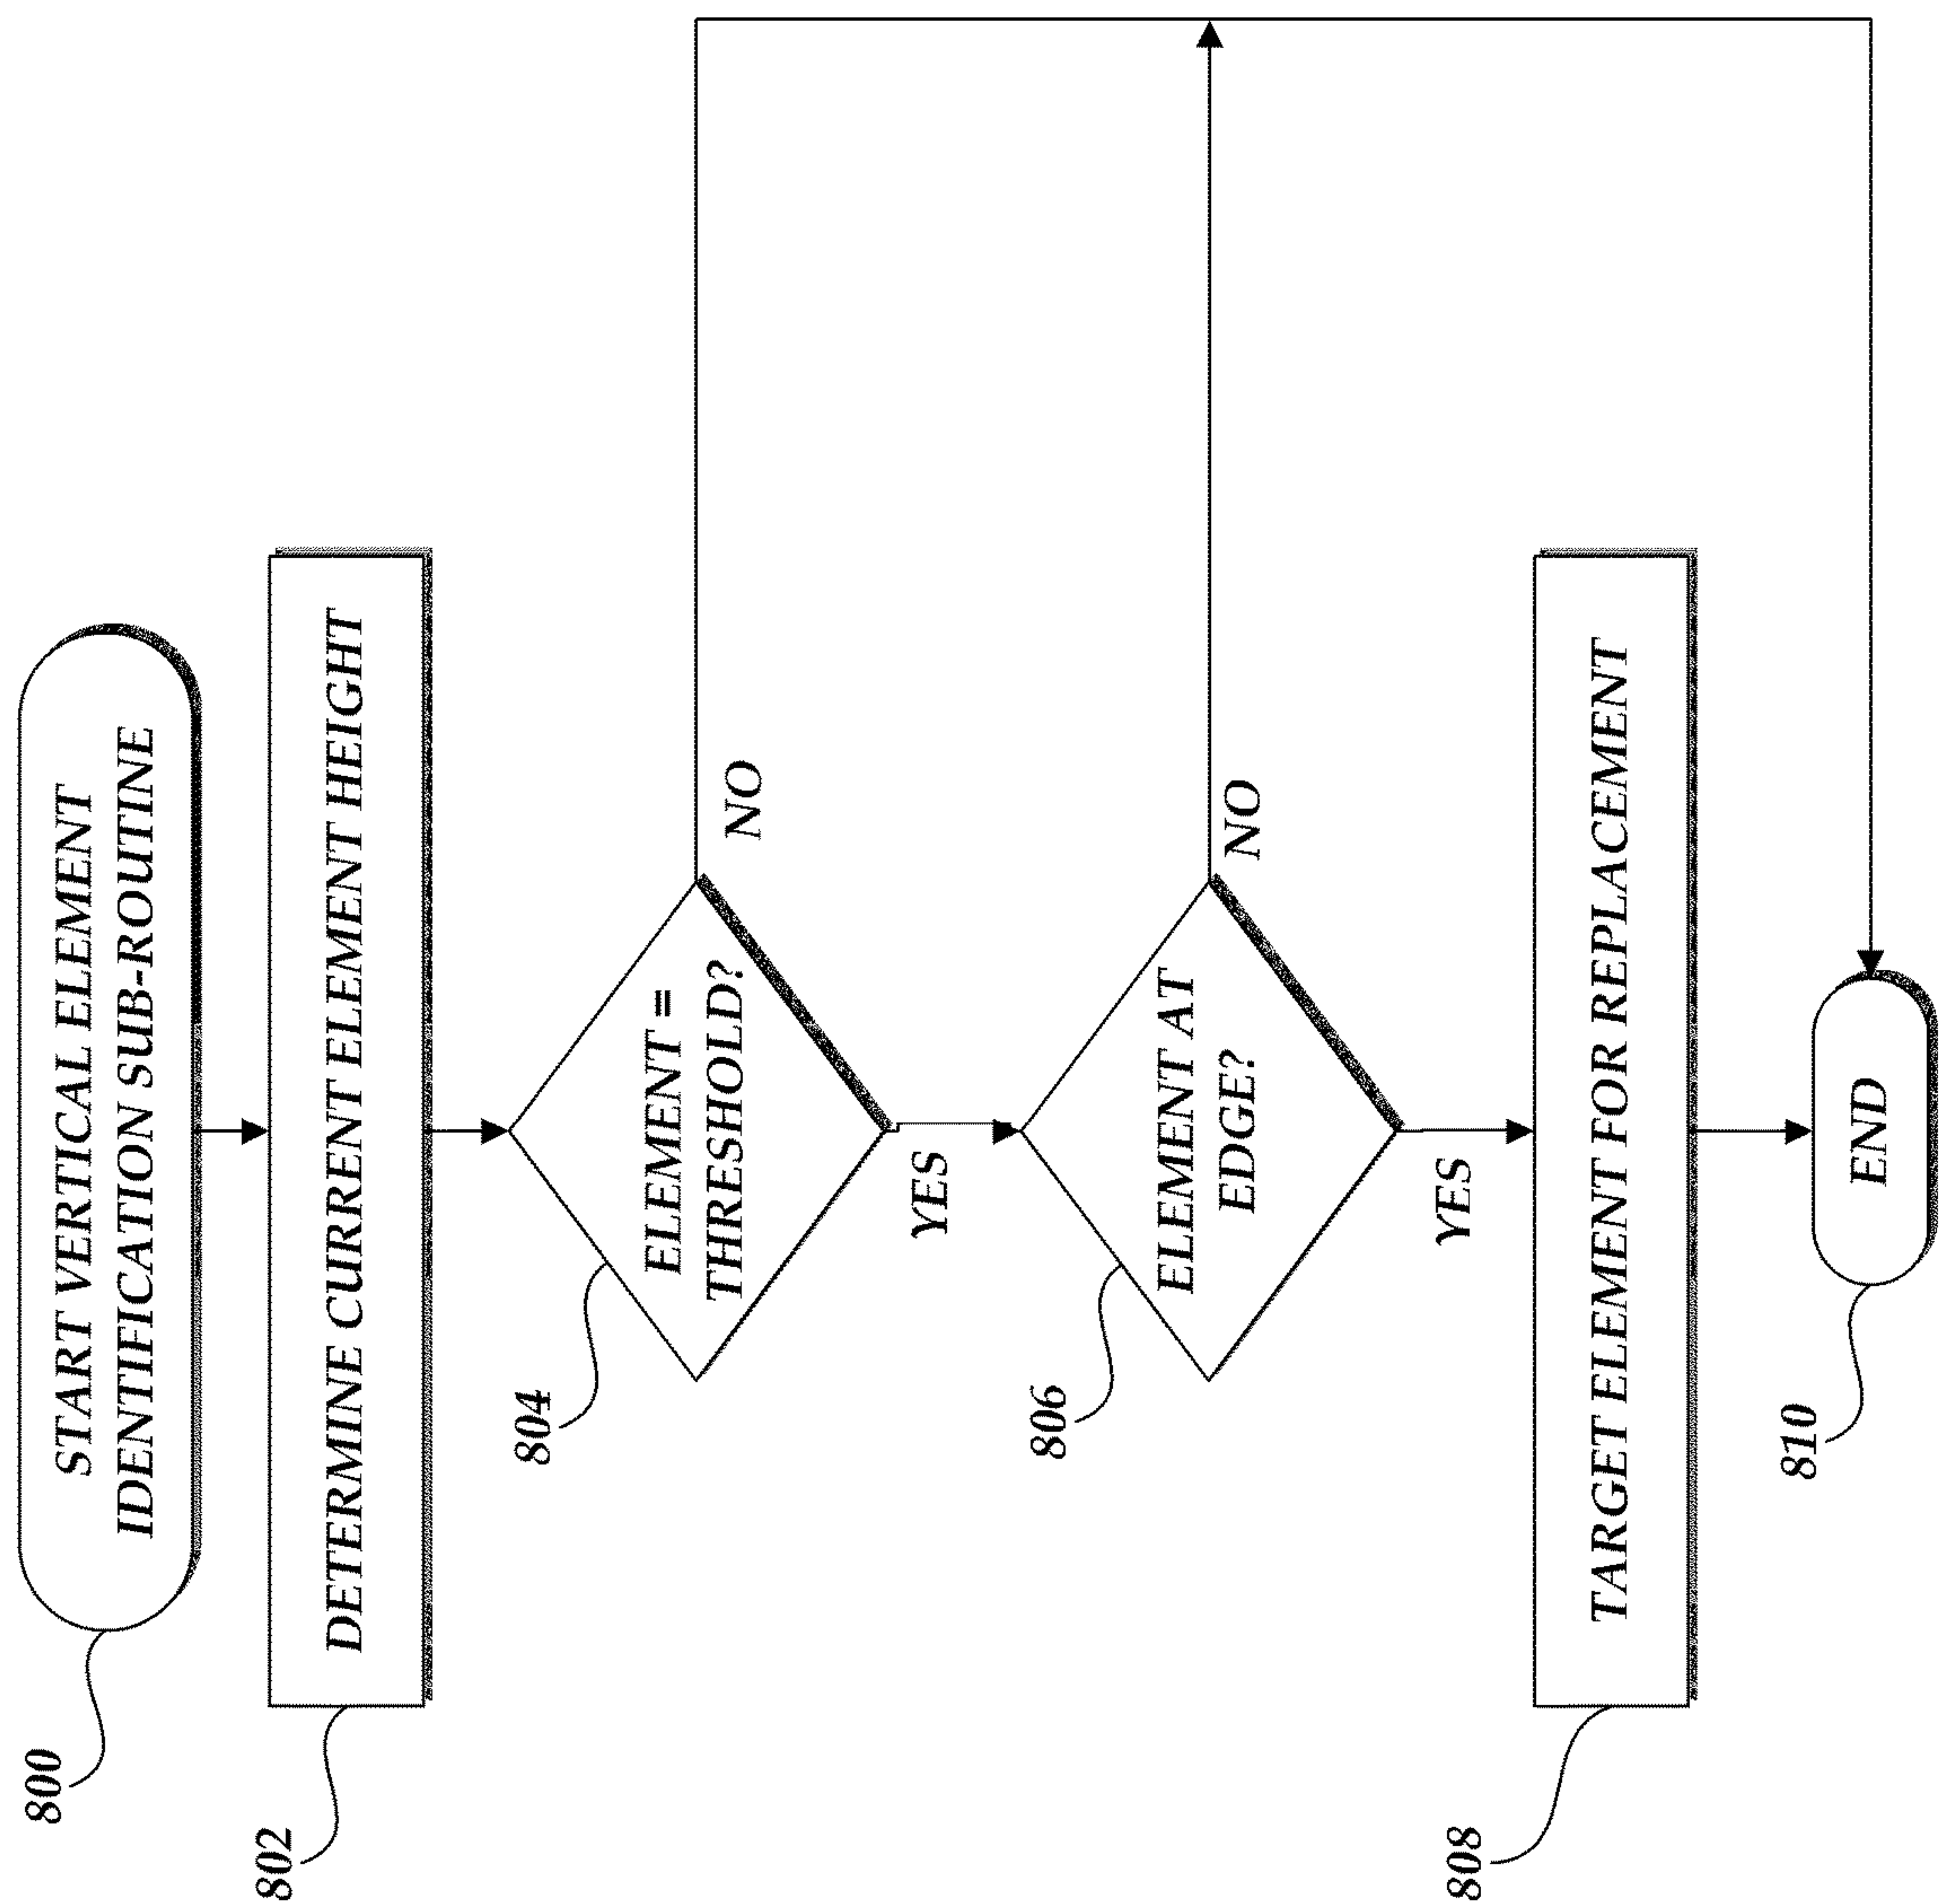 800
START VERTICAL ELEMENT
IDENTIFICATION SUB-ROUTINE
802
DETERMINE CURRENT ELEMENT HEIGHT
804
ELEMENT =
THRESHOLD?
NO
YES
806
ELEMENT AT
EDGE?
NO
YES
808
TARGET ELEMENT FOR REPLACEMENT
810
END